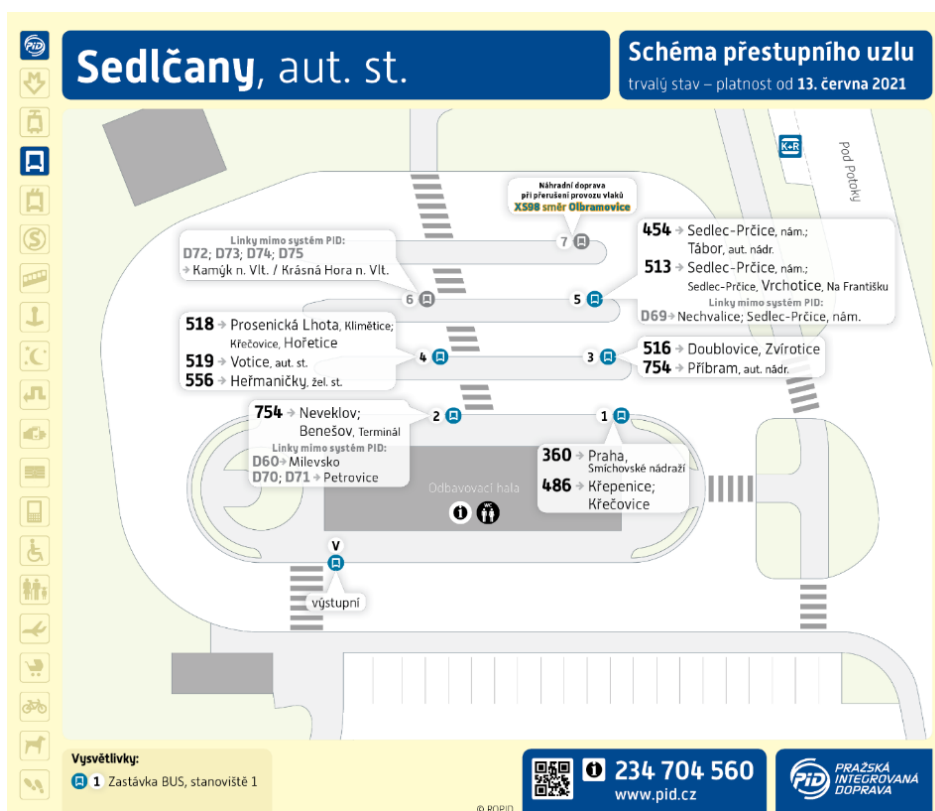 PiD
Sedlčany, aut. st.
Schéma přestupního uzlu
trvalý stav – platnost od 13. června 2021
K+R
Pod Potoky
Náhradní doprava
při přerušení provozu vlaků
XS98 směr Olbramovice
7
Linky mimo systém PID:
D72; D73; D74; D75
→ Kamýk n. Vlt. / Krásná Hora n. Vlt.
6
5
454 → Sedlec-Prčice, nám.;
Tábor, aut. nádr.
513 → Sedlec-Prčice, nám.;
Sedlec-Prčice, Vrchotice, Na Františku
Linky mimo systém PID:
D69→ Nechvalice; Sedlec-Prčice, nám.
518 → Prosenická Lhota, Klimětice;
Křečovice, Hořetice
519 → Votice, aut. st.
556 → Heřmaničky, žel. st.
4
3
516 → Doublovice, Zvírotice
754 → Příbram, aut. nádr.
754 → Neveklov;
Benešov, Terminál
Linky mimo systém PID:
D60→ Milevsko
D70; D71 → Petrovice
2
1
360 → Praha,
Smíchovské nádraží
486 → Křepenice;
Křečovice
Odbavovací hala
WC
V
výstupní
Vysvětlivky:
1 Zastávka BUS, stanoviště 1
© ROPID
234 704 560
www.pid.cz
PiD
PRAŽSKÁ
INTEGROVANÁ
DOPRAVA